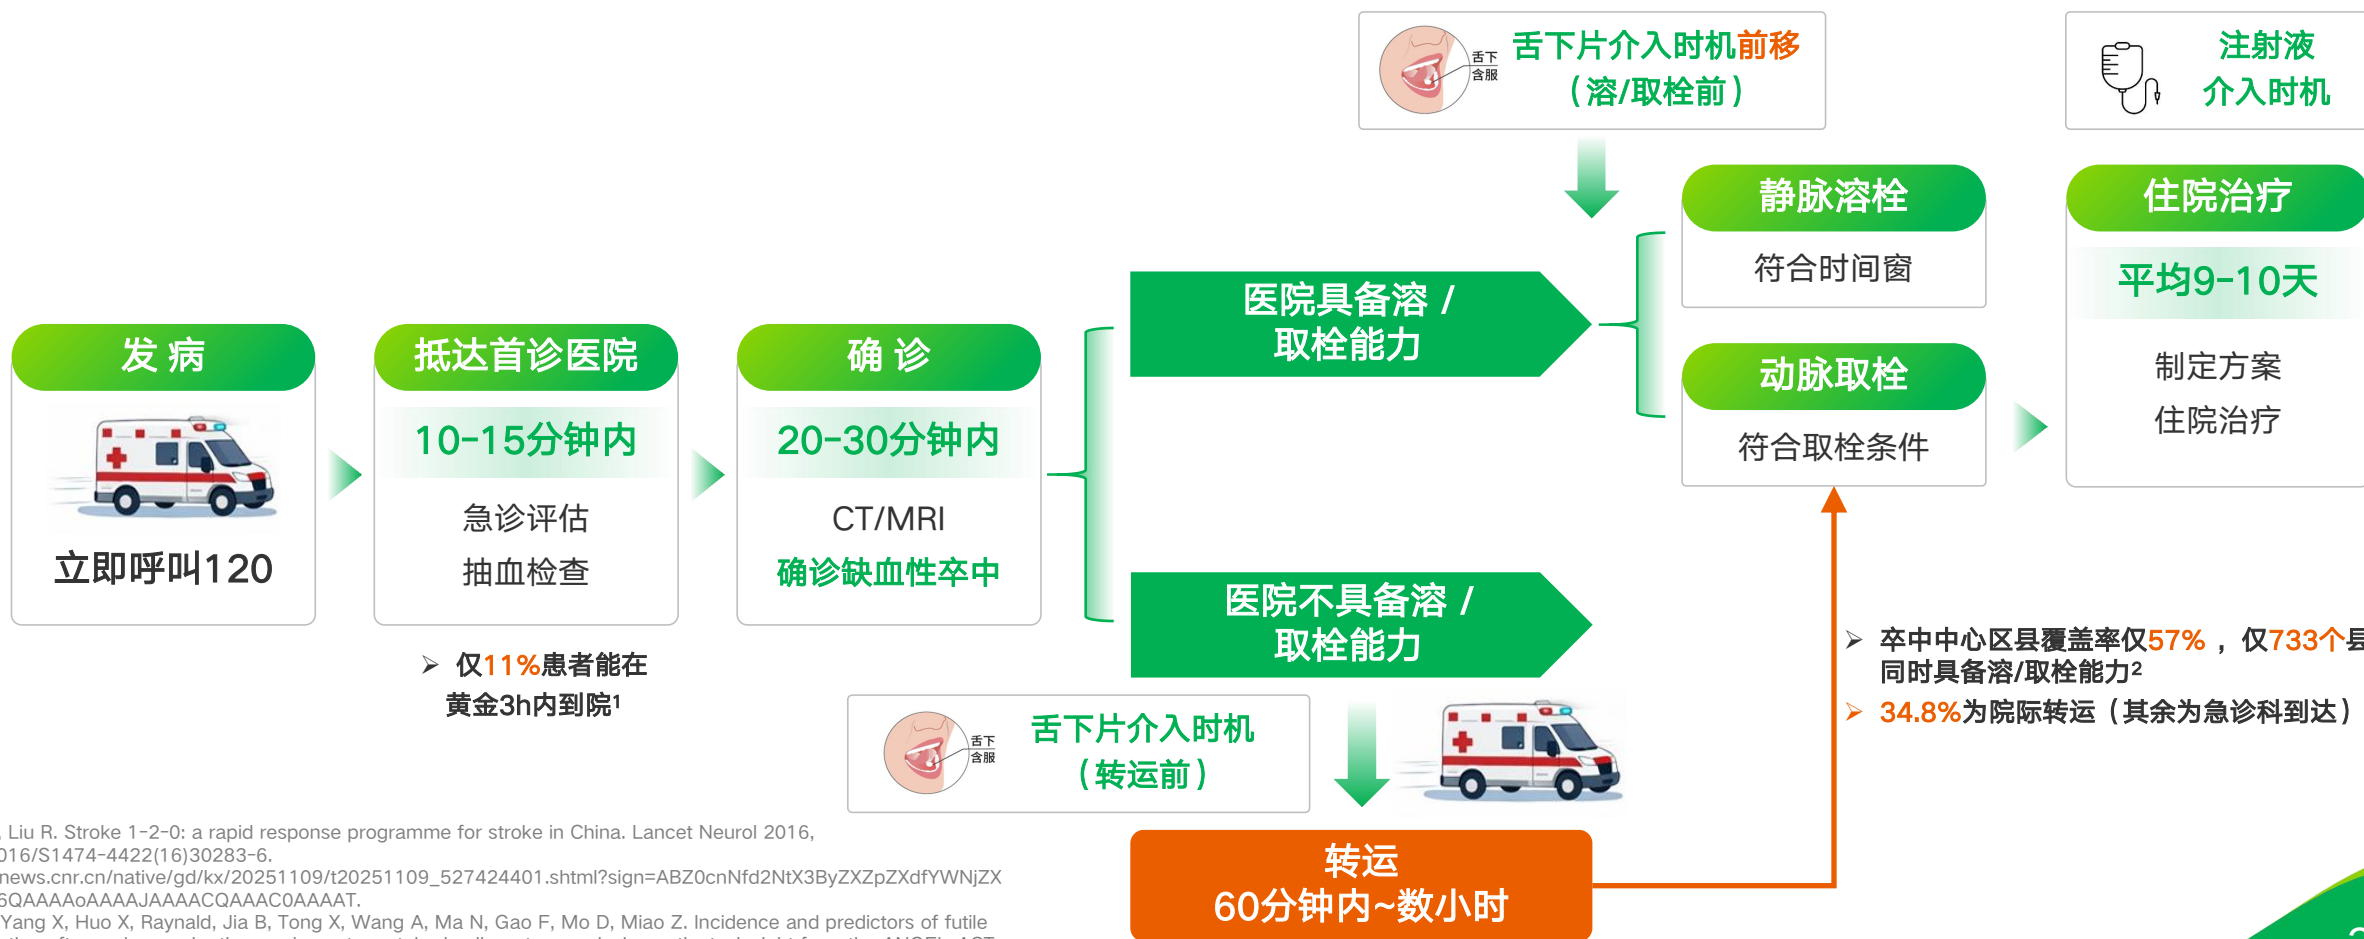 舌下
含服
舌下片介入时机前移
（溶/取栓前）
注射液
介入时机
发 病
立即呼叫120
抵达首诊医院
10-15分钟内
急诊评估
抽血检查
仅11%患者能在
黄金3h内到院¹
确 诊
20-30分钟内
CT/MRI
确诊缺血性卒中
医院具备溶 /
取栓能力
静脉溶栓
符合时间窗
动脉取栓
符合取栓条件
住院治疗
平均9-10天
制定方案
住院治疗
医院不具备溶 /
取栓能力
舌下
含服
舌下片介入时机
（转运前）
转运
60分钟内~数小时
卒中中心区县覆盖率仅57% ，仅733个县
同时具备溶/取栓能力²
34.8%为院际转运（其余为急诊科到达）
, Liu R. Stroke 1-2-0: a rapid response programme for stroke in China. Lancet Neurol 2016,
016/S1474-4422(16)30283-6.
news.cnr.cn/native/gd/kx/20251109/t20251109_527424401.shtml?sign=ABZ0cnNfd2NtX3ByZXZpZXdfYWNjZX
6QAAAAoAAAAJAAAACQAAAC0AAAAT.
Yang X, Huo X, Raynald, Jia B, Tong X, Wang A, Ma N, Gao F, Mo D, Miao Z. Incidence and predictors of futile